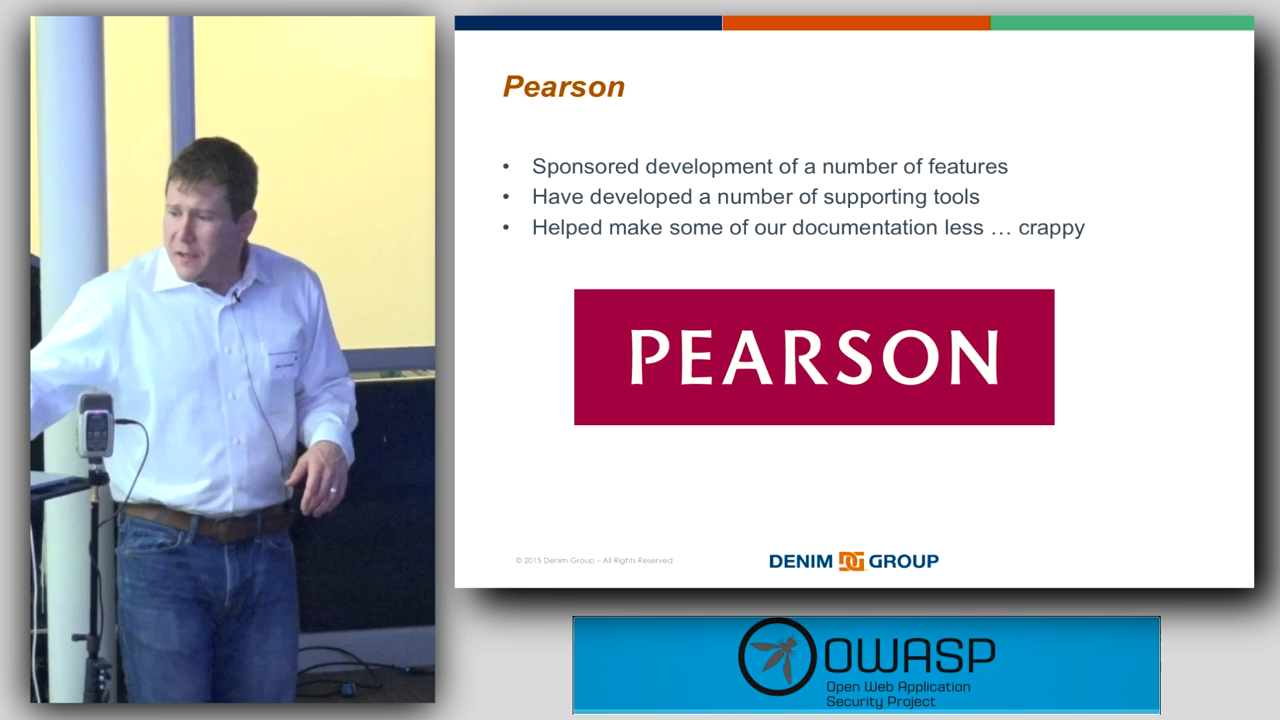 Pearson
• Sponsored development of a number of features
• Have developed a number of supporting tools
• Helped make some of our documentation less … crappy
PEARSON
© 2015 Denim Group – All Rights Reserved
DENIM DG GROUP
OWASP
Open Web Application
Security Project